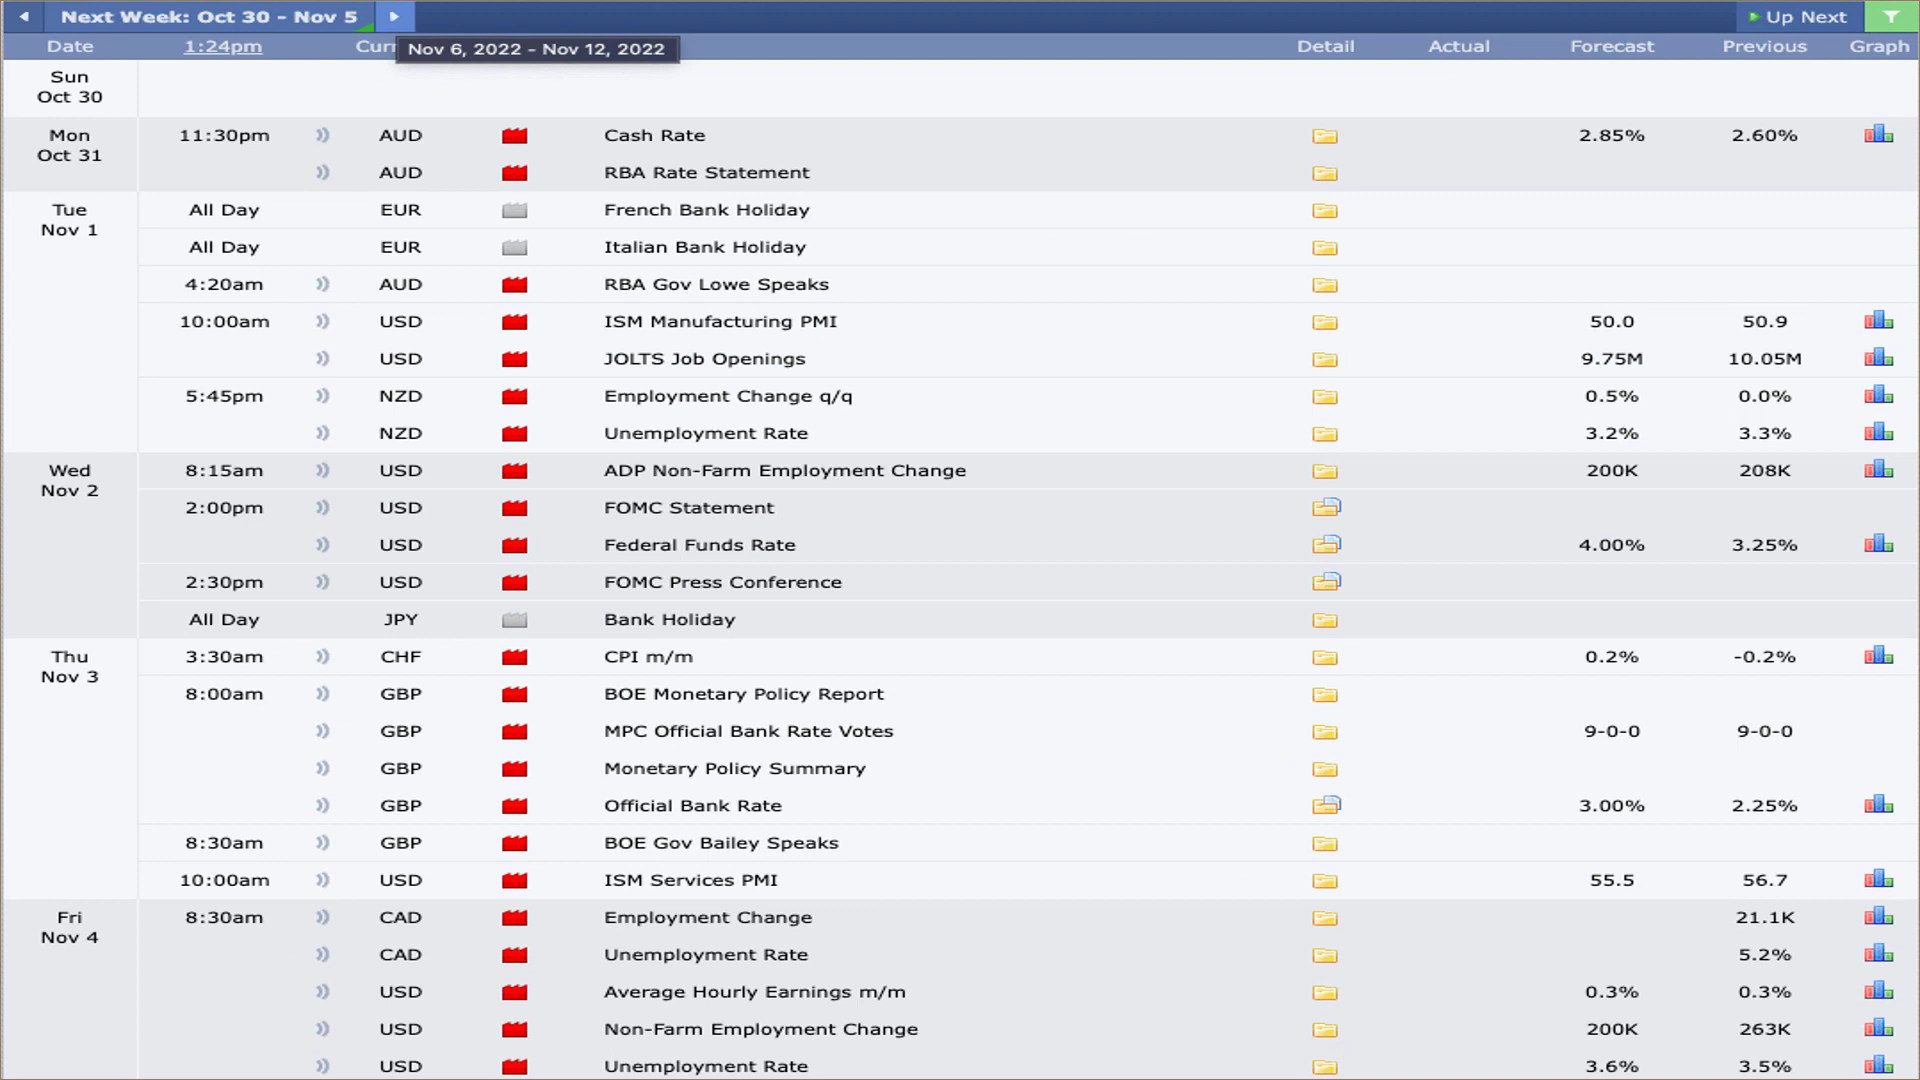 Next Week: Oct 30 - Nov 5 Up Next
Date 1:24pm Curr Nov 6, 2022 - Nov 12, 2022 Detail Actual Forecast Previous Graph
Sun
Oct 30
Mon 11:30pm AUD Cash Rate 2.85% 2.60%
Oct 31
AUD RBA Rate Statement
Tue All Day EUR French Bank Holiday
Nov 1
All Day EUR Italian Bank Holiday
4:20am AUD RBA Gov Lowe Speaks
10:00am USD ISM Manufacturing PMI 50.0 50.9
USD JOLTS Job Openings 9.75M 10.05M
5:45pm NZD Employment Change q/q 0.5% 0.0%
NZD Unemployment Rate 3.2% 3.3%
Wed 8:15am USD ADP Non-Farm Employment Change 200K 208K
Nov 2
2:00pm USD FOMC Statement
USD Federal Funds Rate 4.00% 3.25%
2:30pm USD FOMC Press Conference
All Day JPY Bank Holiday
Thu 3:30am CHF CPI m/m 0.2% -0.2%
Nov 3
8:00am GBP BOE Monetary Policy Report
GBP MPC Official Bank Rate Votes 9-0-0 9-0-0
GBP Monetary Policy Summary
GBP Official Bank Rate 3.00% 2.25%
8:30am GBP BOE Gov Bailey Speaks
10:00am USD ISM Services PMI 55.5 56.7
Fri 8:30am CAD Employment Change 21.1K
Nov 4
CAD Unemployment Rate 5.2%
USD Average Hourly Earnings m/m 0.3% 0.3%
USD Non-Farm Employment Change 200K 263K
USD Unemployment Rate 3.6% 3.5%